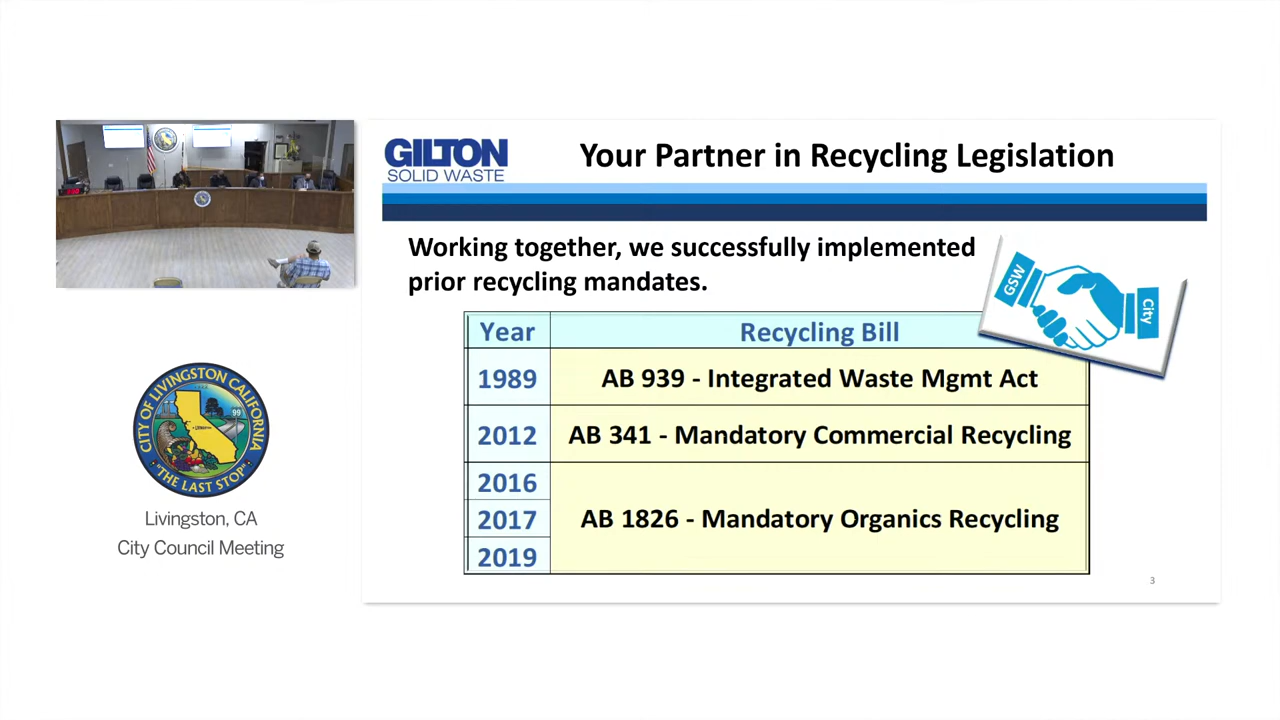 GILTON
SOLID WASTE
Your Partner in Recycling Legislation
Working together, we successfully implemented
prior recycling mandates.
GSW
City
Year Recycling Bill
1989 AB 939 - Integrated Waste Mgmt Act
2012 AB 341 - Mandatory Commercial Recycling
2016
2017 AB 1826 - Mandatory Organics Recycling
2019
3
CITY OF LIVINGSTON CALIFORNIA
99
"THE LAST STOP"
Livingston, CA
City Council Meeting